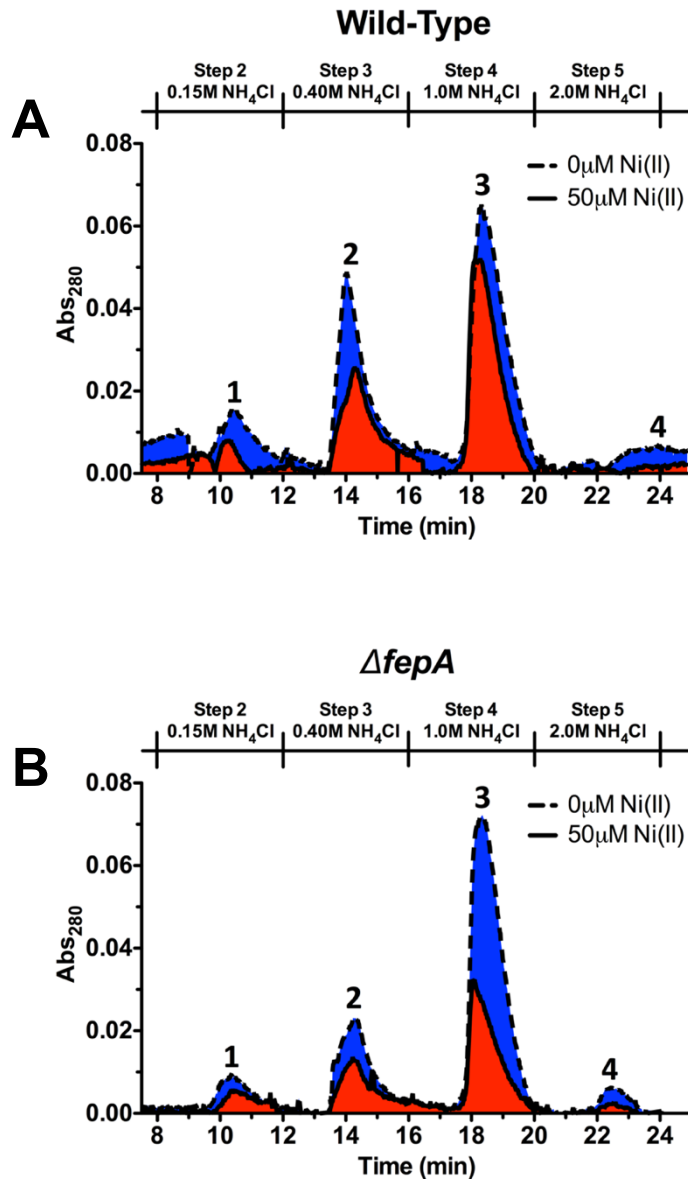 Wild-Type
Step 2 Step 3 Step 4 Step 5
0.15M NH₄Cl 0.40M NH₄Cl 1.0M NH₄Cl 2.0M NH₄Cl
A
0.08
0.06
0.04
0.02
0.00
Abs₂₈₀
0μM Ni(II)
50μM Ni(II)
1
2
3
4
8 10 12 14 16 18 20 22 24
Time (min)
ΔfepA
Step 2 Step 3 Step 4 Step 5
0.15M NH₄Cl 0.40M NH₄Cl 1.0M NH₄Cl 2.0M NH₄Cl
B
0.08
0.06
0.04
0.02
0.00
Abs₂₈₀
0μM Ni(II)
50μM Ni(II)
1
2
3
4
8 10 12 14 16 18 20 22 24
Time (min)